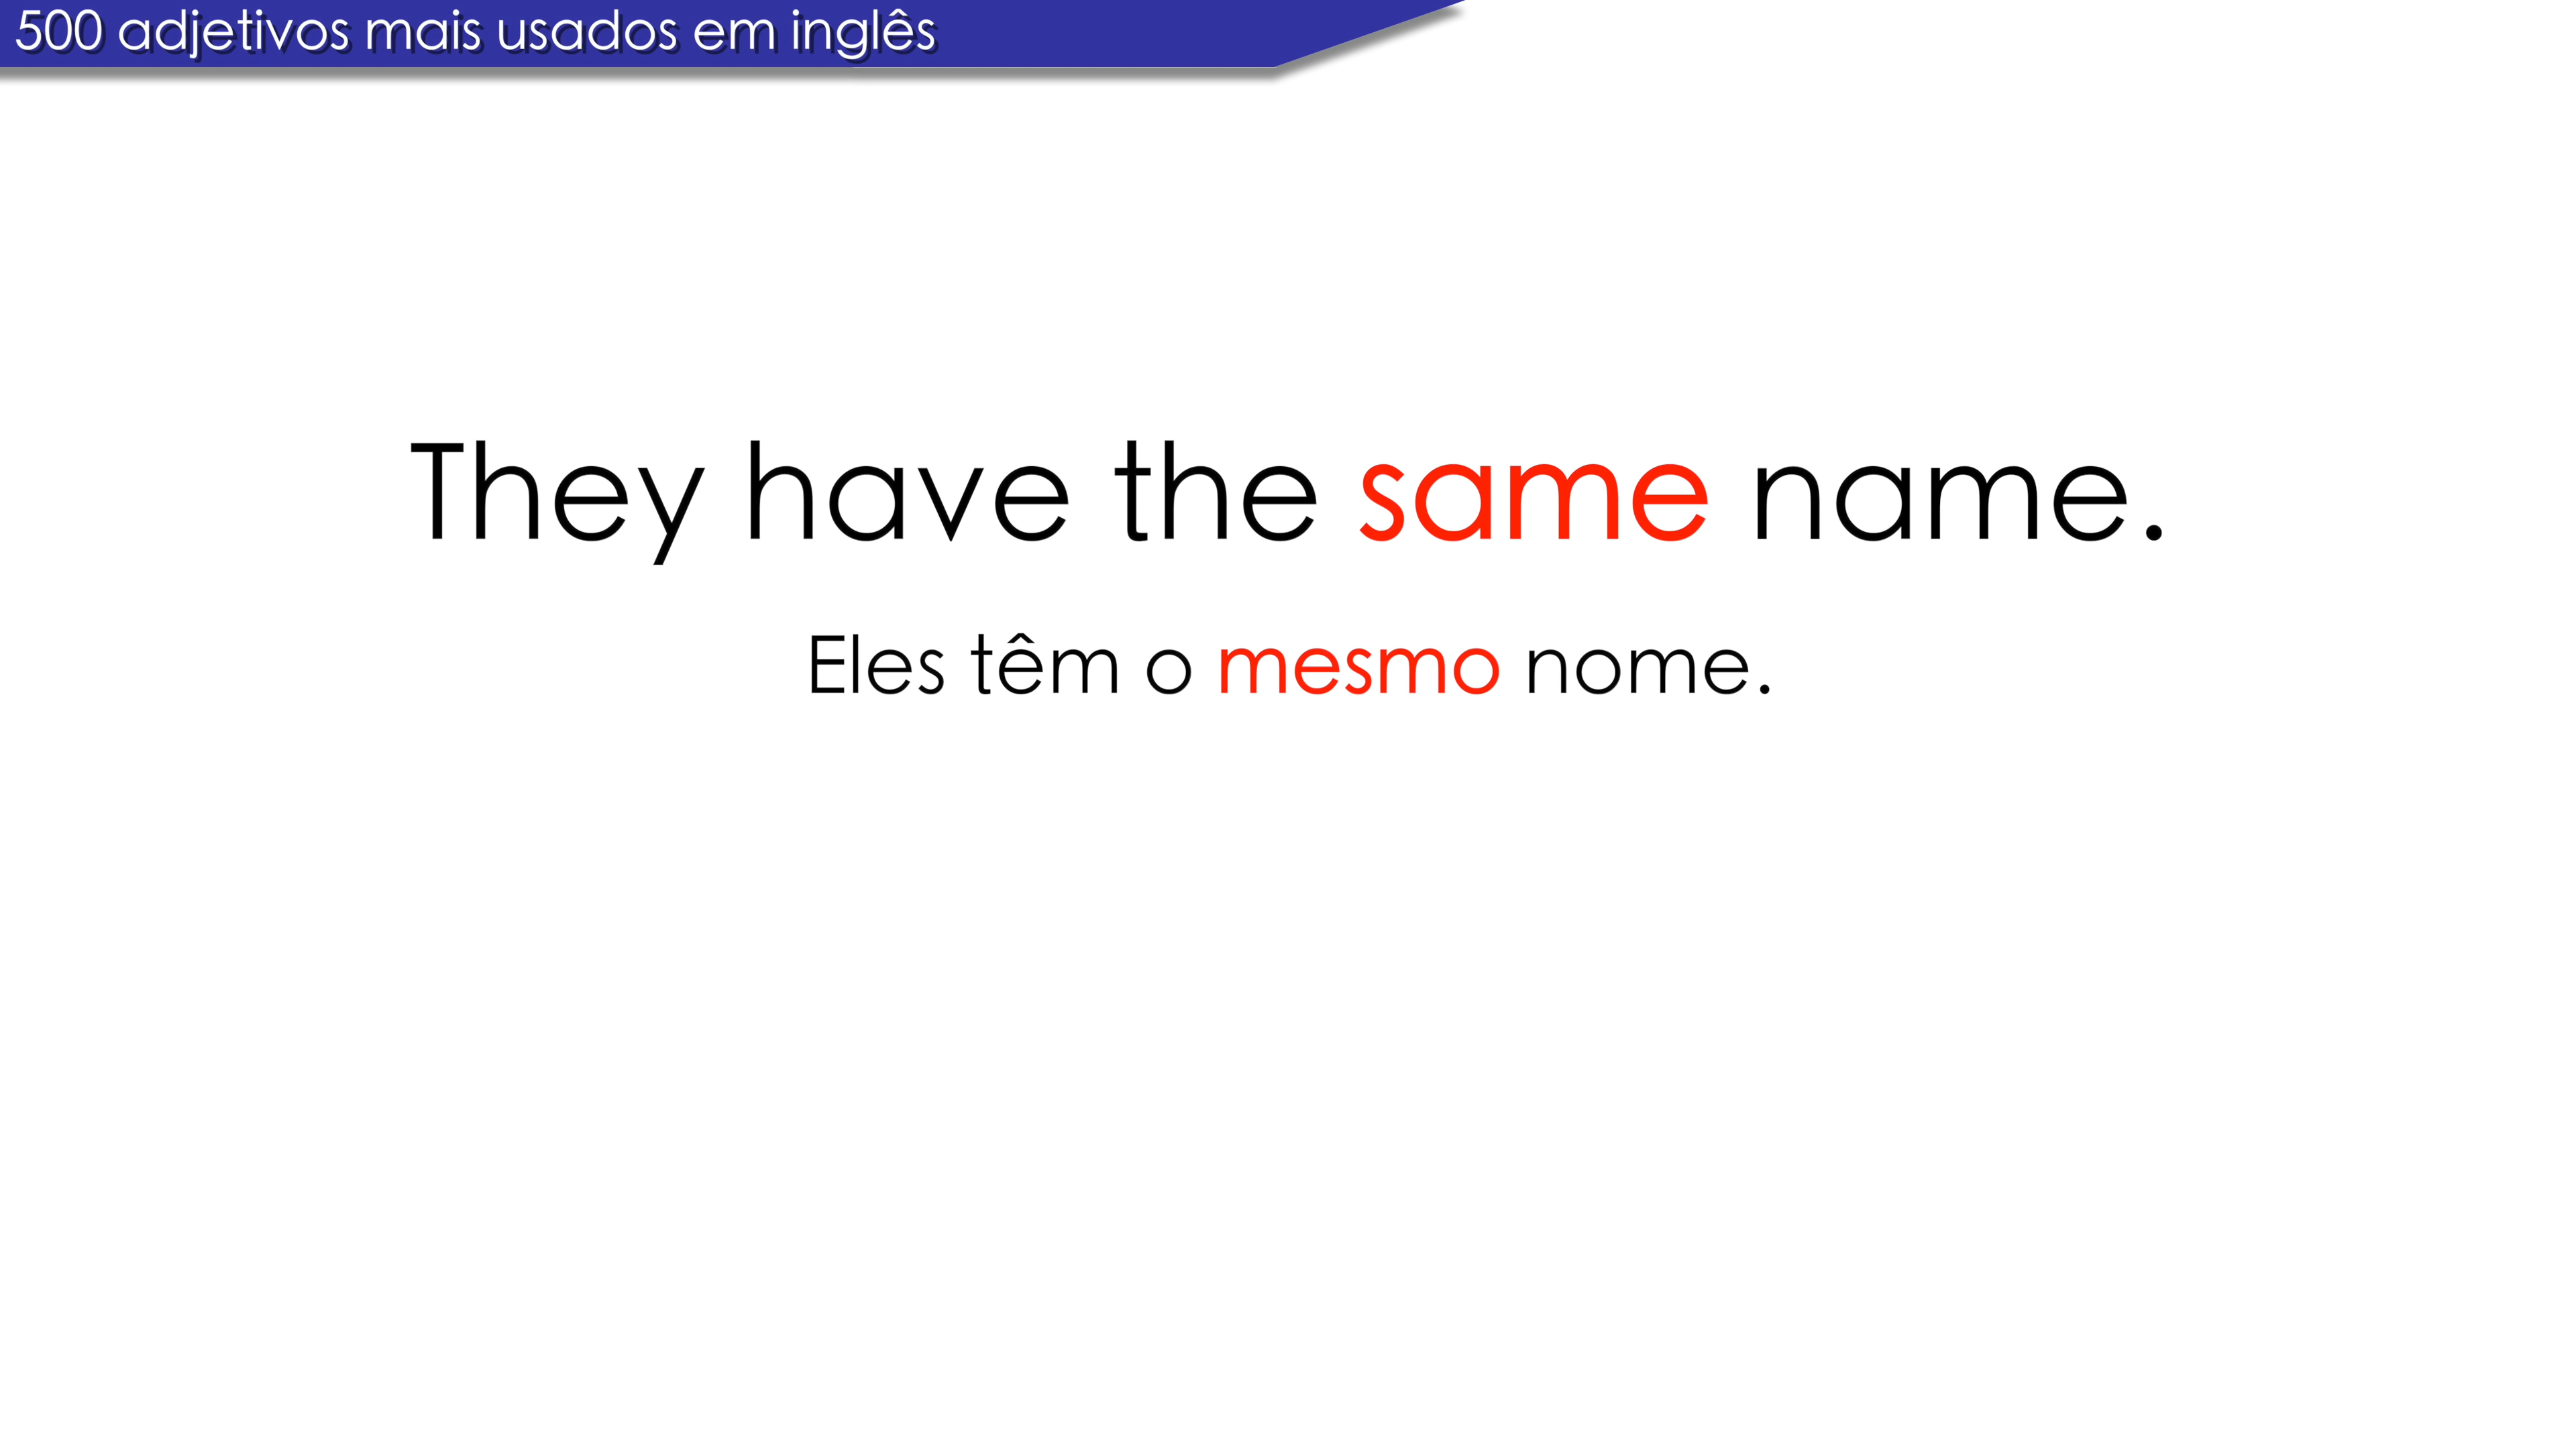 500 adjetivos mais usados em inglês
They have the same name.
Eles têm o mesmo nome.